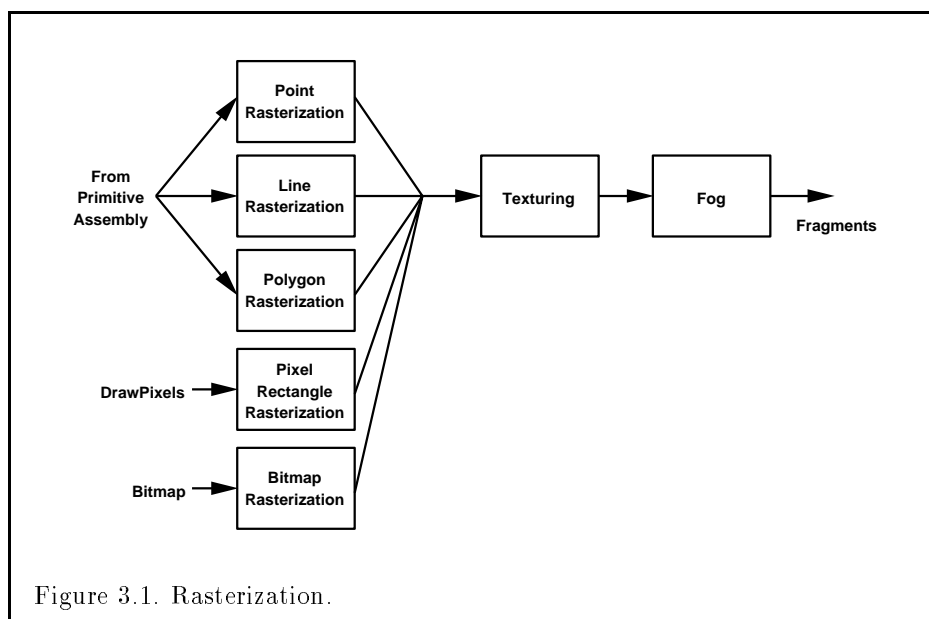 Point
Rasterization
From
Primitive
Assembly
Line
Rasterization
Texturing
Fog
Fragments
Polygon
Rasterization
DrawPixels
Pixel
Rectangle
Rasterization
Bitmap
Bitmap
Rasterization
Figure 3.1. Rasterization.